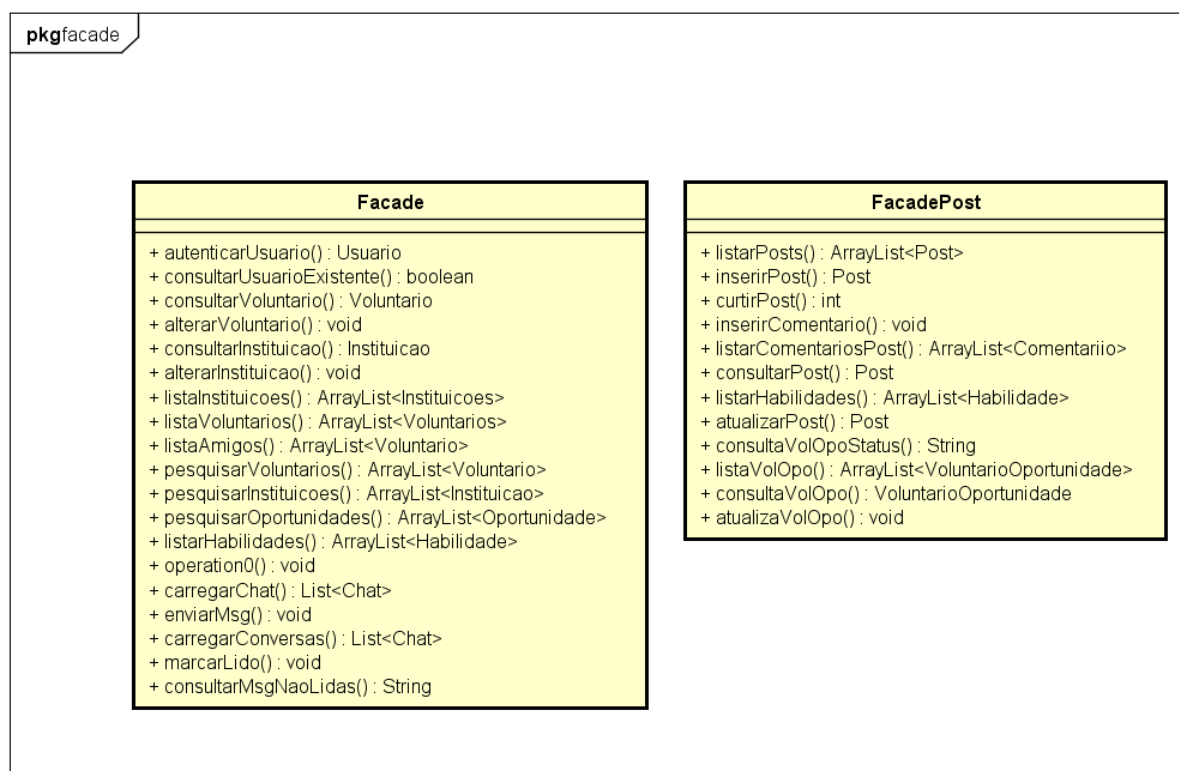 pkg facade
Facade
+ autenticarUsuario() : Usuario
+ consultarUsuarioExistente() : boolean
+ consultarVoluntario() : Voluntario
+ alterarVoluntario() : void
+ consultarInstituicao() : Instituicao
+ alterarInstituicao() : void
+ listaInstituicoes() : ArrayList<Instituicoes>
+ listaVoluntarios() : ArrayList<Voluntarios>
+ listaAmigos() : ArrayList<Voluntario>
+ pesquisarVoluntarios() : ArrayList<Voluntario>
+ pesquisarInstituicoes() : ArrayList<Instituicao>
+ pesquisarOportunidades() : ArrayList<Oportunidade>
+ listarHabilidades() : ArrayList<Habilidade>
+ operation0() : void
+ carregarChat() : List<Chat>
+ enviarMsg() : void
+ carregarConversas() : List<Chat>
+ marcarLido() : void
+ consultarMsgNaoLidas() : String
FacadePost
+ listarPosts() : ArrayList<Post>
+ inserirPost() : Post
+ curtirPost() : int
+ inserirComentario() : void
+ listarComentariosPost() : ArrayList<Comentariio>
+ consultarPost() : Post
+ listarHabilidades() : ArrayList<Habilidade>
+ atualizarPost() : Post
+ consultaVolOpoStatus() : String
+ listaVolOpo() : ArrayList<VoluntarioOportunidade>
+ consultaVolOpo() : VoluntarioOportunidade
+ atualizaVolOpo() : void